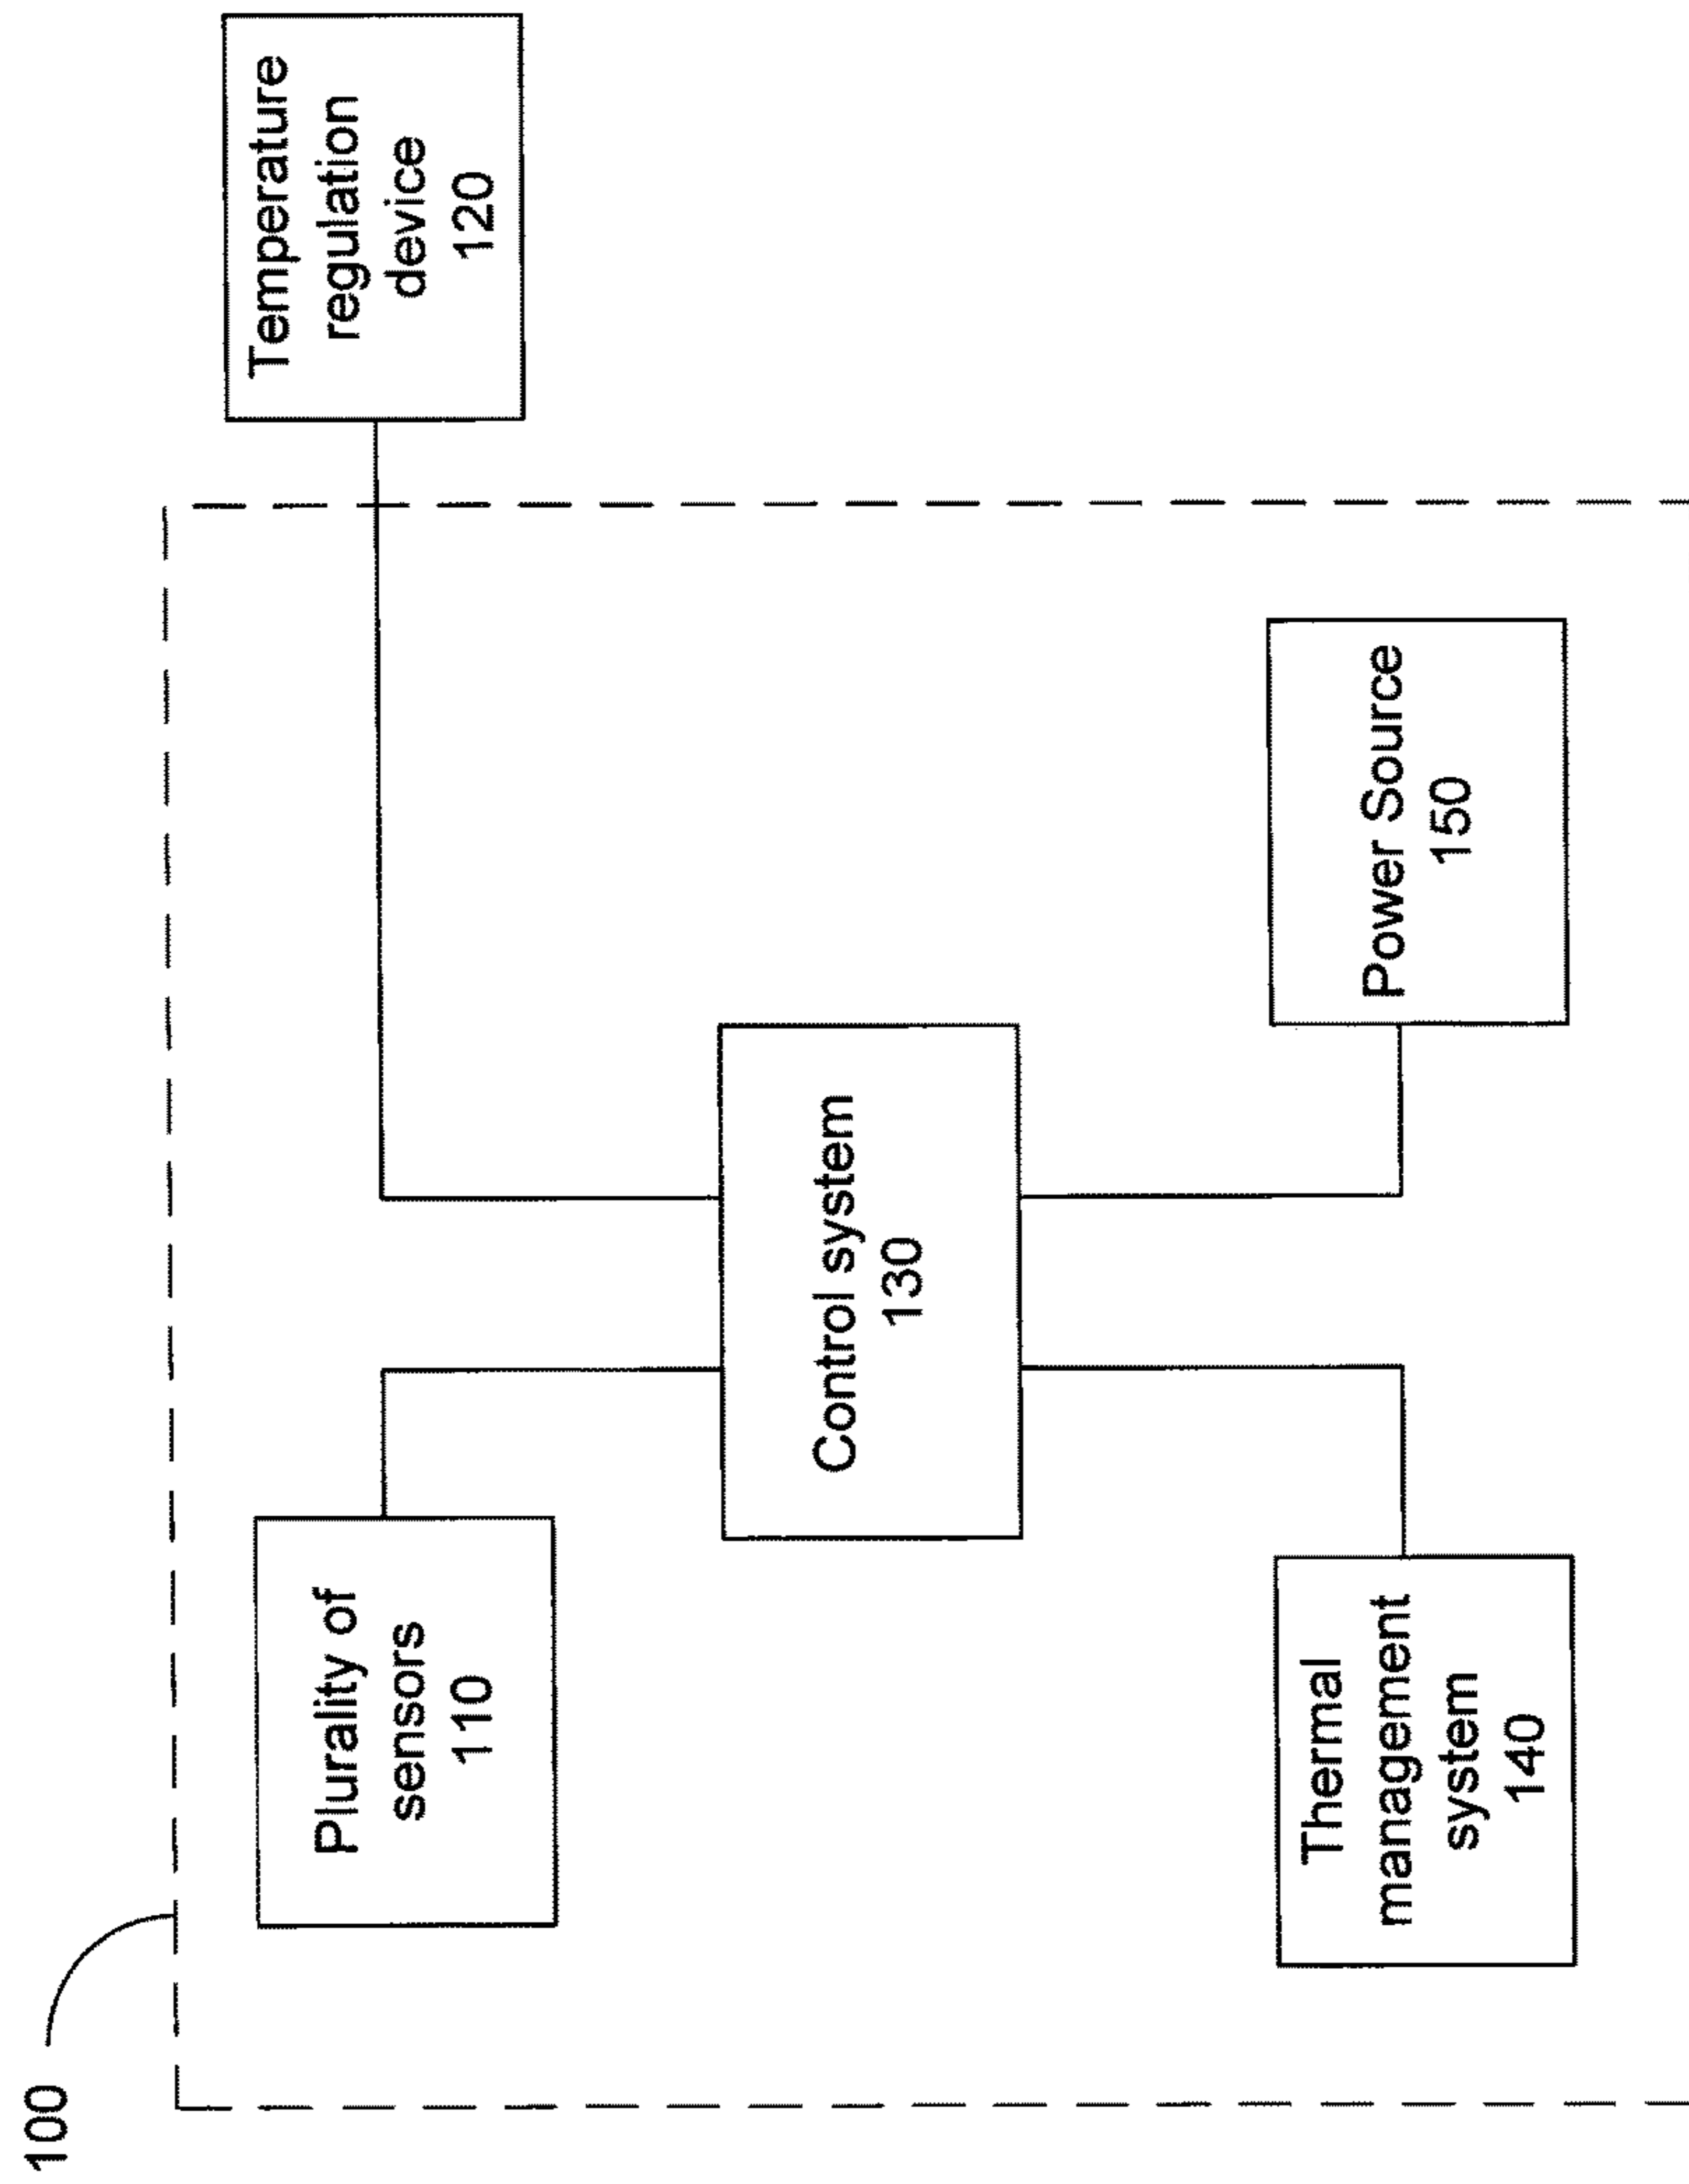 100
Plurality of
sensors
110
Temperature
regulation
device
120
Control system
130
Thermal
management
system
140
Power Source
150